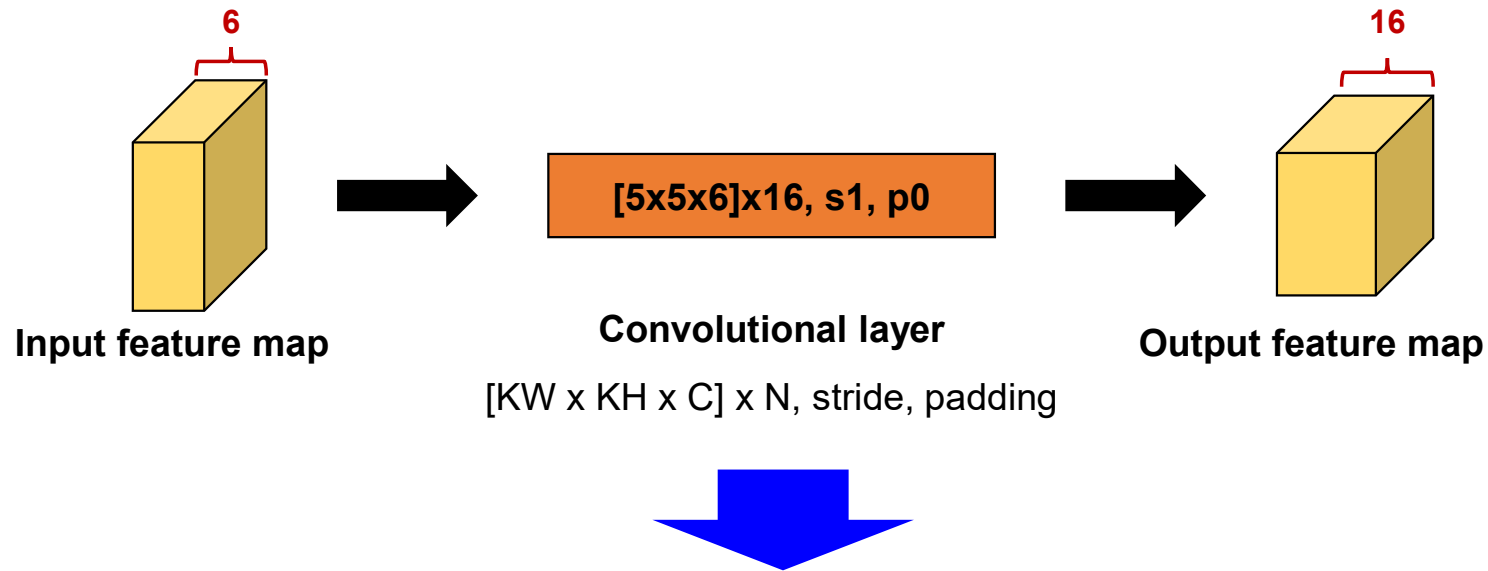 6
16
[5x5x6]x16, s1, p0
Input feature map
Convolutional layer
Output feature map
[KW x KH x C] x N, stride, padding